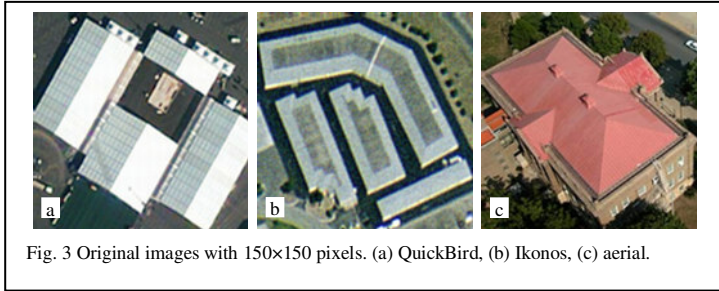 a
b
c
Fig. 3 Original images with 150×150 pixels. (a) QuickBird, (b) Ikonos, (c) aerial.